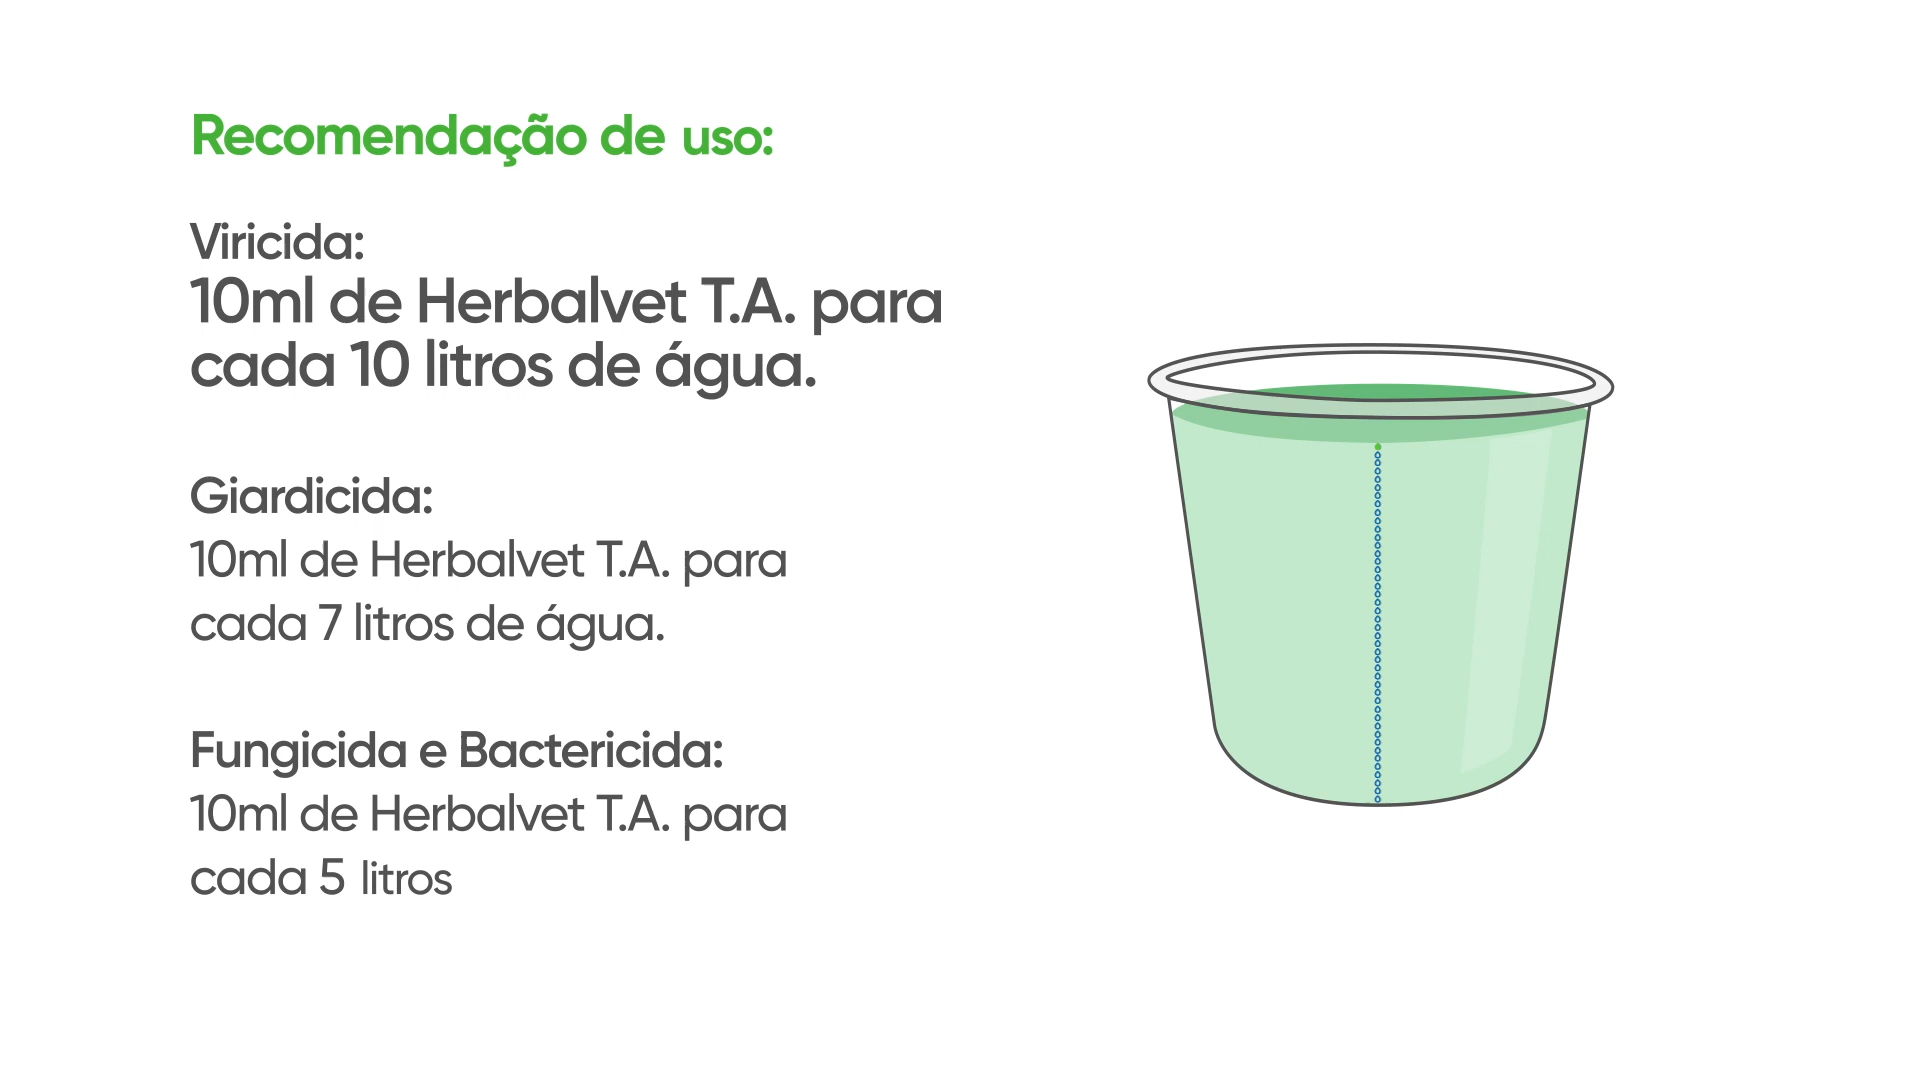 Recomendação de uso:
Viricida:
10ml de Herbalvet T.A. para
cada 10 litros de água.
Giardicida:
10ml de Herbalvet T.A. para
cada 7 litros de água.
Fungicida e Bactericida:
10ml de Herbalvet T.A. para
cada 5 litros